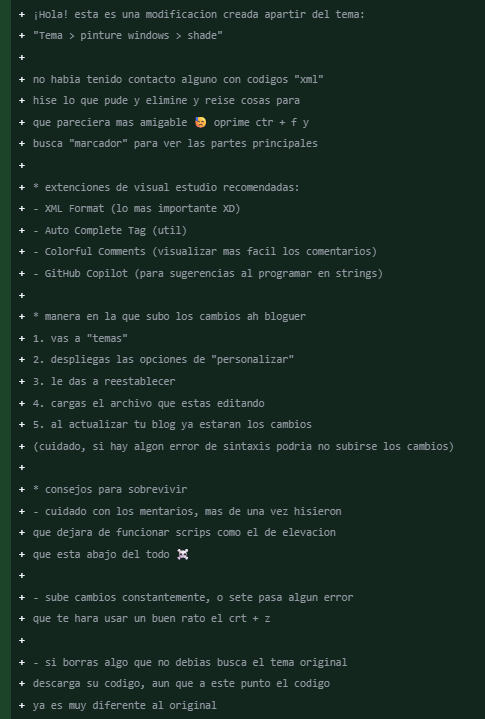 + ¡Hola! esta es una modificacion creada apartir del tema:
+ "Tema > pinture windows > shade"
+
+ no habia tenido contacto alguno con codigos "xml"
+ hise lo que pude y elimine y reise cosas para
+ que pareciera mas amigable 🥵 oprime ctr + f y
+ busca "marcador" para ver las partes principales
+
+ * extenciones de visual estudio recomendadas:
+ - XML Format (lo mas importante XD)
+ - Auto Complete Tag (util)
+ - Colorful Comments (visualizar mas facil los comentarios)
+ - GitHub Copilot (para sugerencias al programar en strings)
+
+ * manera en la que subo los cambios ah bloguer
+ 1. vas a "temas"
+ 2. despliegas las opciones de "personalizar"
+ 3. le das a reestablecer
+ 4. cargas el archivo que estas editando
+ 5. al actualizar tu blog ya estaran los cambios
+ (cuidado, si hay algon error de sintaxis podria no subirse los cambios)
+
+ * consejos para sobrevivir
+ - cuidado con los mentarios, mas de una vez hisieron
+ que dejara de funcionar scrips como el de elevacion
+ que esta abajo del todo ☠️
+
+ - sube cambios constantemente, o sete pasa algun error
+ que te hara usar un buen rato el crt + z
+
+ - si borras algo que no debias busca el tema original
+ descarga su codigo, aun que a este punto el codigo
+ ya es muy diferente al original